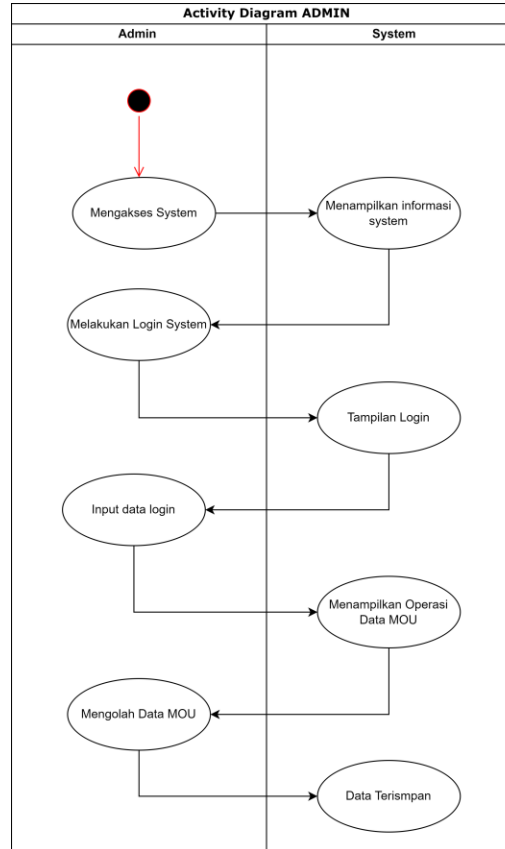 Activity Diagram ADMIN
Admin
System
Mengakses System
Menampilkan informasi
system
Melakukan Login System
Tampilan Login
Input data login
Menampilkan Operasi
Data MOU
Mengolah Data MOU
Data Terismpan